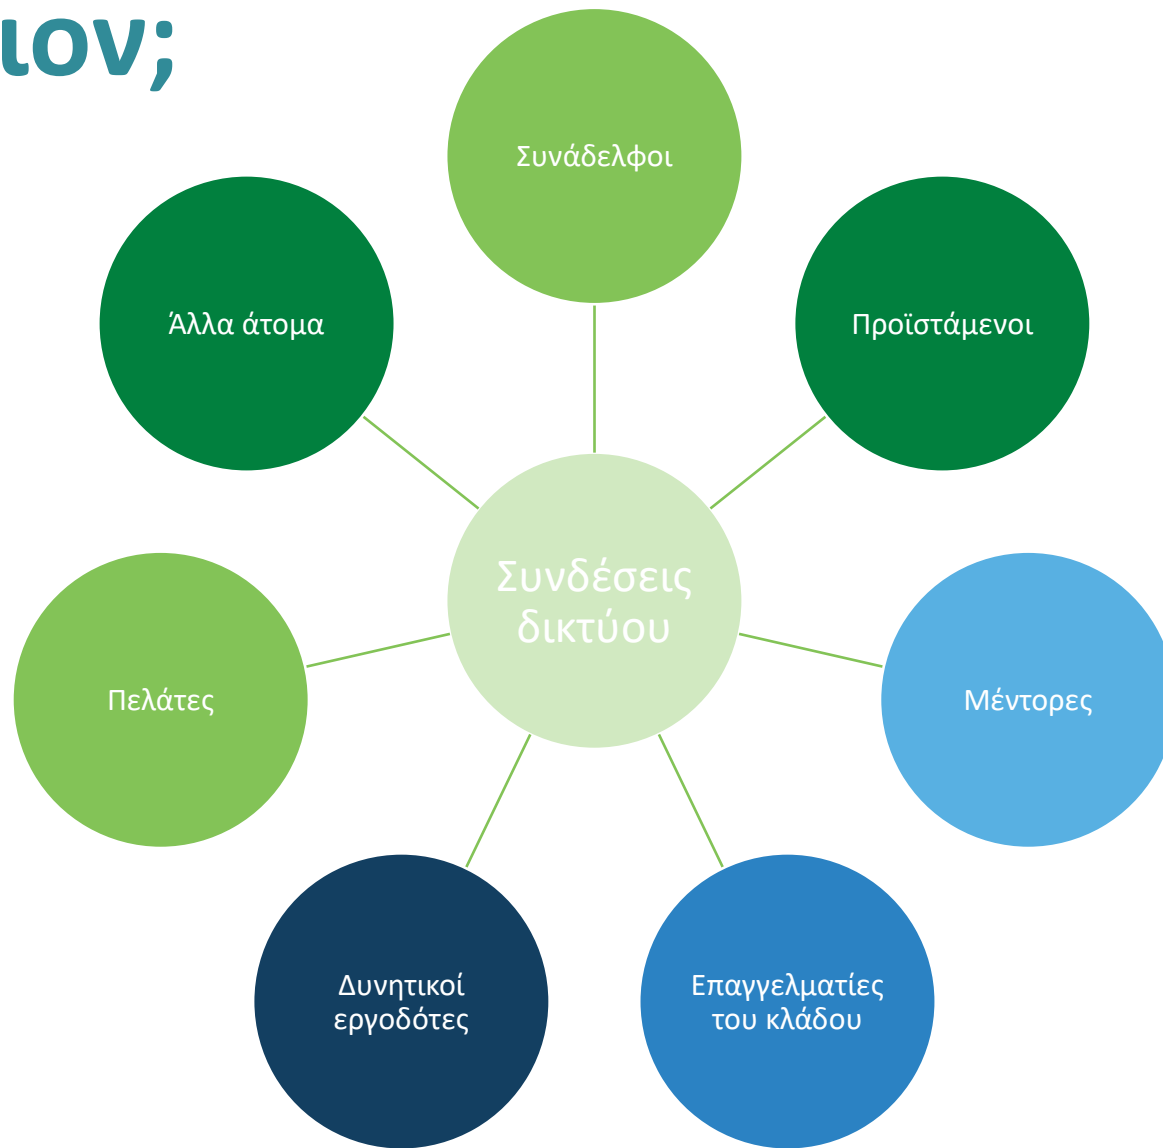 ιον;
Συνάδελφοι
Προϊστάμενοι
Μέντορες
Επαγγελματίες
του κλάδου
Δυνητικοί
εργοδότες
Πελάτες
Άλλα άτομα
Συνδέσεις
δικτύου